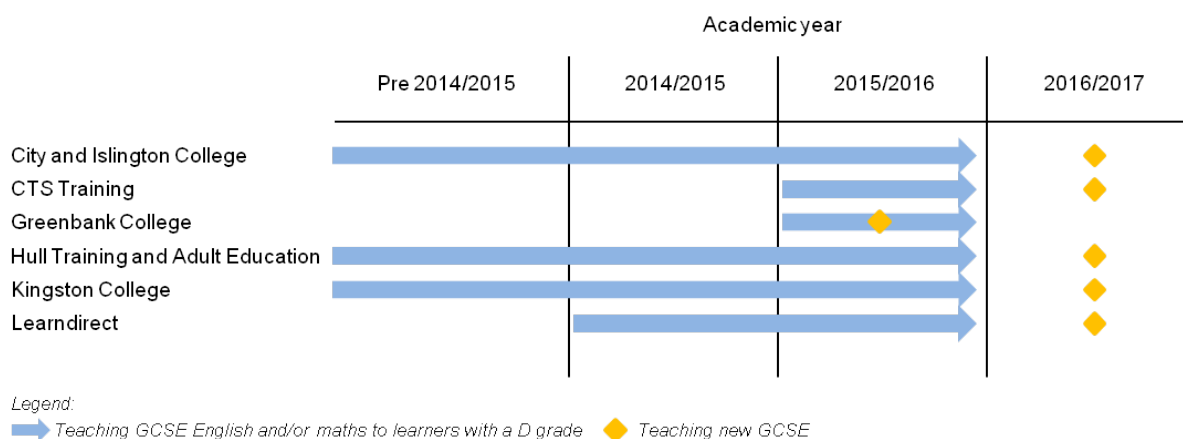 Academic year
Pre 2014/2015 2014/2015 2015/2016 2016/2017
City and Islington College
CTS Training
Greenbank College
Hull Training and Adult Education
Kingston College
Learndirect
Legend:
Teaching GCSE English and/or maths to learners with a D grade Teaching new GCSE